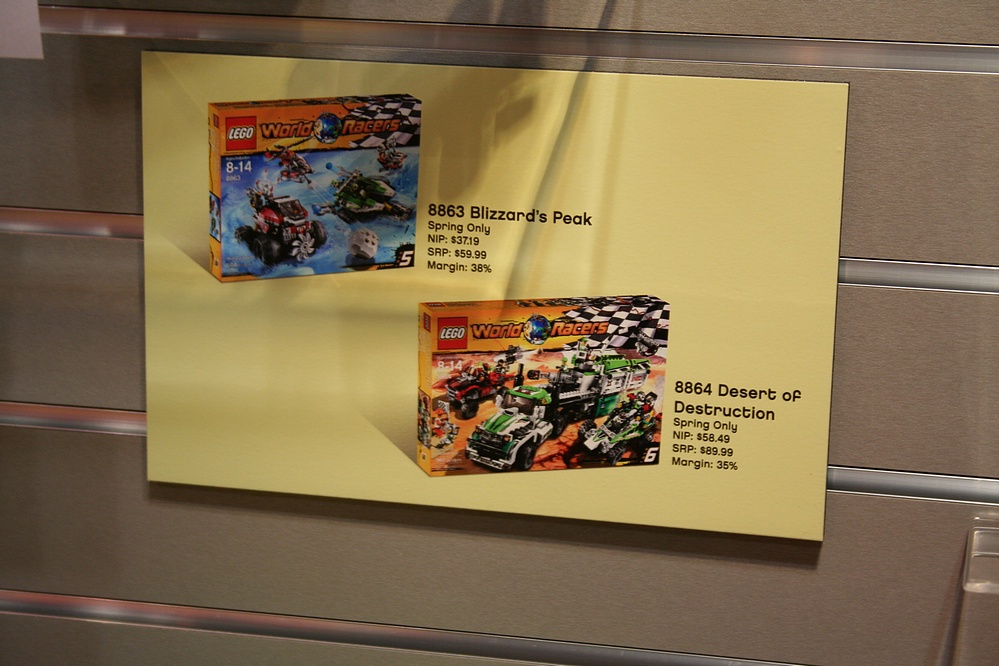 LEGO World Racers
8-14
8863
5
8863 Blizzard's Peak
Spring Only
NIP: $37.19
SRP: $59.99
Margin: 38%
LEGO World Racers
8-14
6
8864 Desert of
Destruction
Spring Only
NIP: $58.49
SRP: $89.99
Margin: 35%